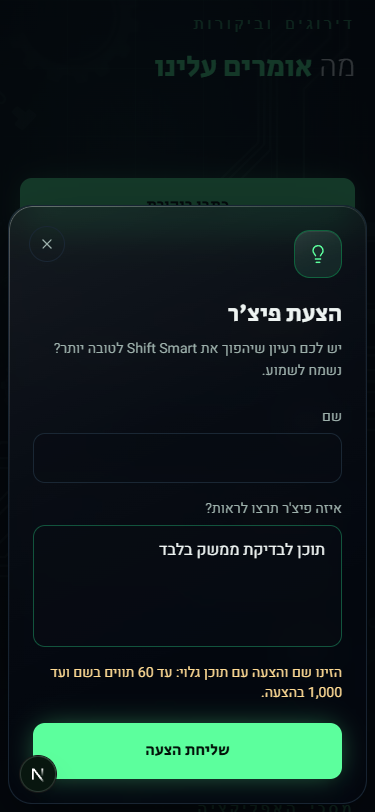 דירוגים וביקורות
מה אומרים עלינו
כתבו ביקורת
הצעת פיצ'ר
יש לכם רעיון שיהפוך את Shift Smart לטובה יותר?
נשמח לשמוע.
שם
איזה פיצ'ר תרצו לראות?
תוכן לבדיקת ממשק בלבד
הזינו שם והצעה עם תוכן גלוי: עד 60 תווים בשם ועד
1,000 בהצעה.
שליחת הצעה
N